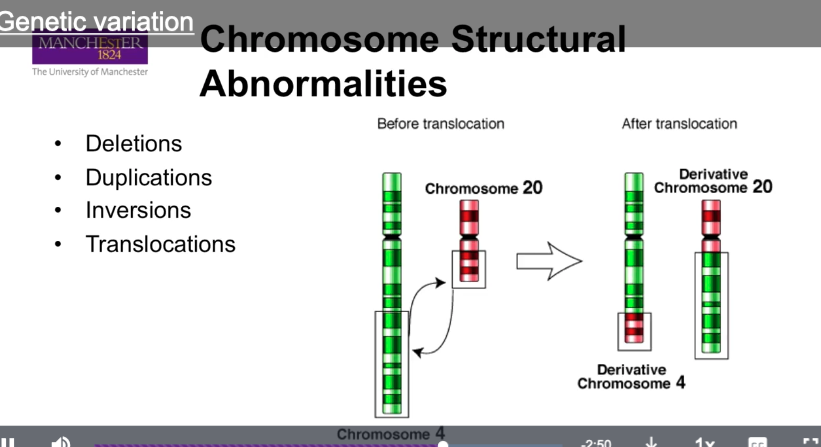 Genetic variation
MANCHESTER
1824
The University of Manchester
Chromosome Structural
Abnormalities
• Deletions
• Duplications
• Inversions
• Translocations
Before translocation
After translocation
Chromosome 20
Derivative
Chromosome 20
Derivative
Chromosome 4
Chromosome 4
-2:50
1x
CC